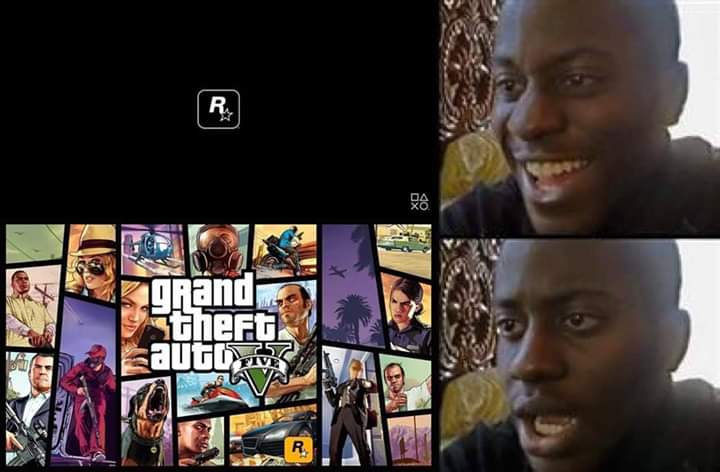 R
grand
theft
auto
V
FIVE
R